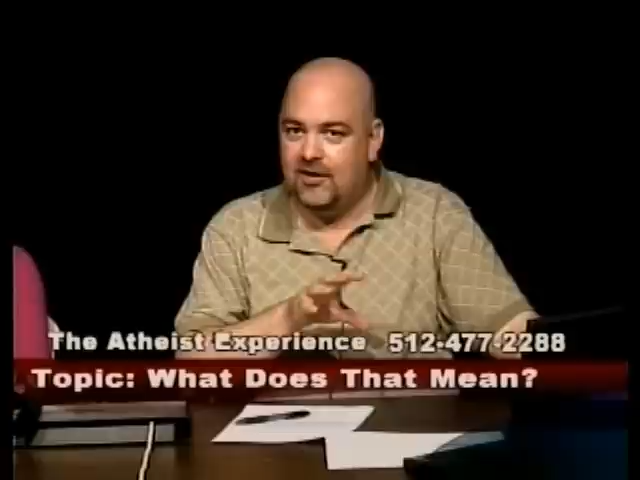 The Atheist Experience 512-477-2288
Topic: What Does That Mean?